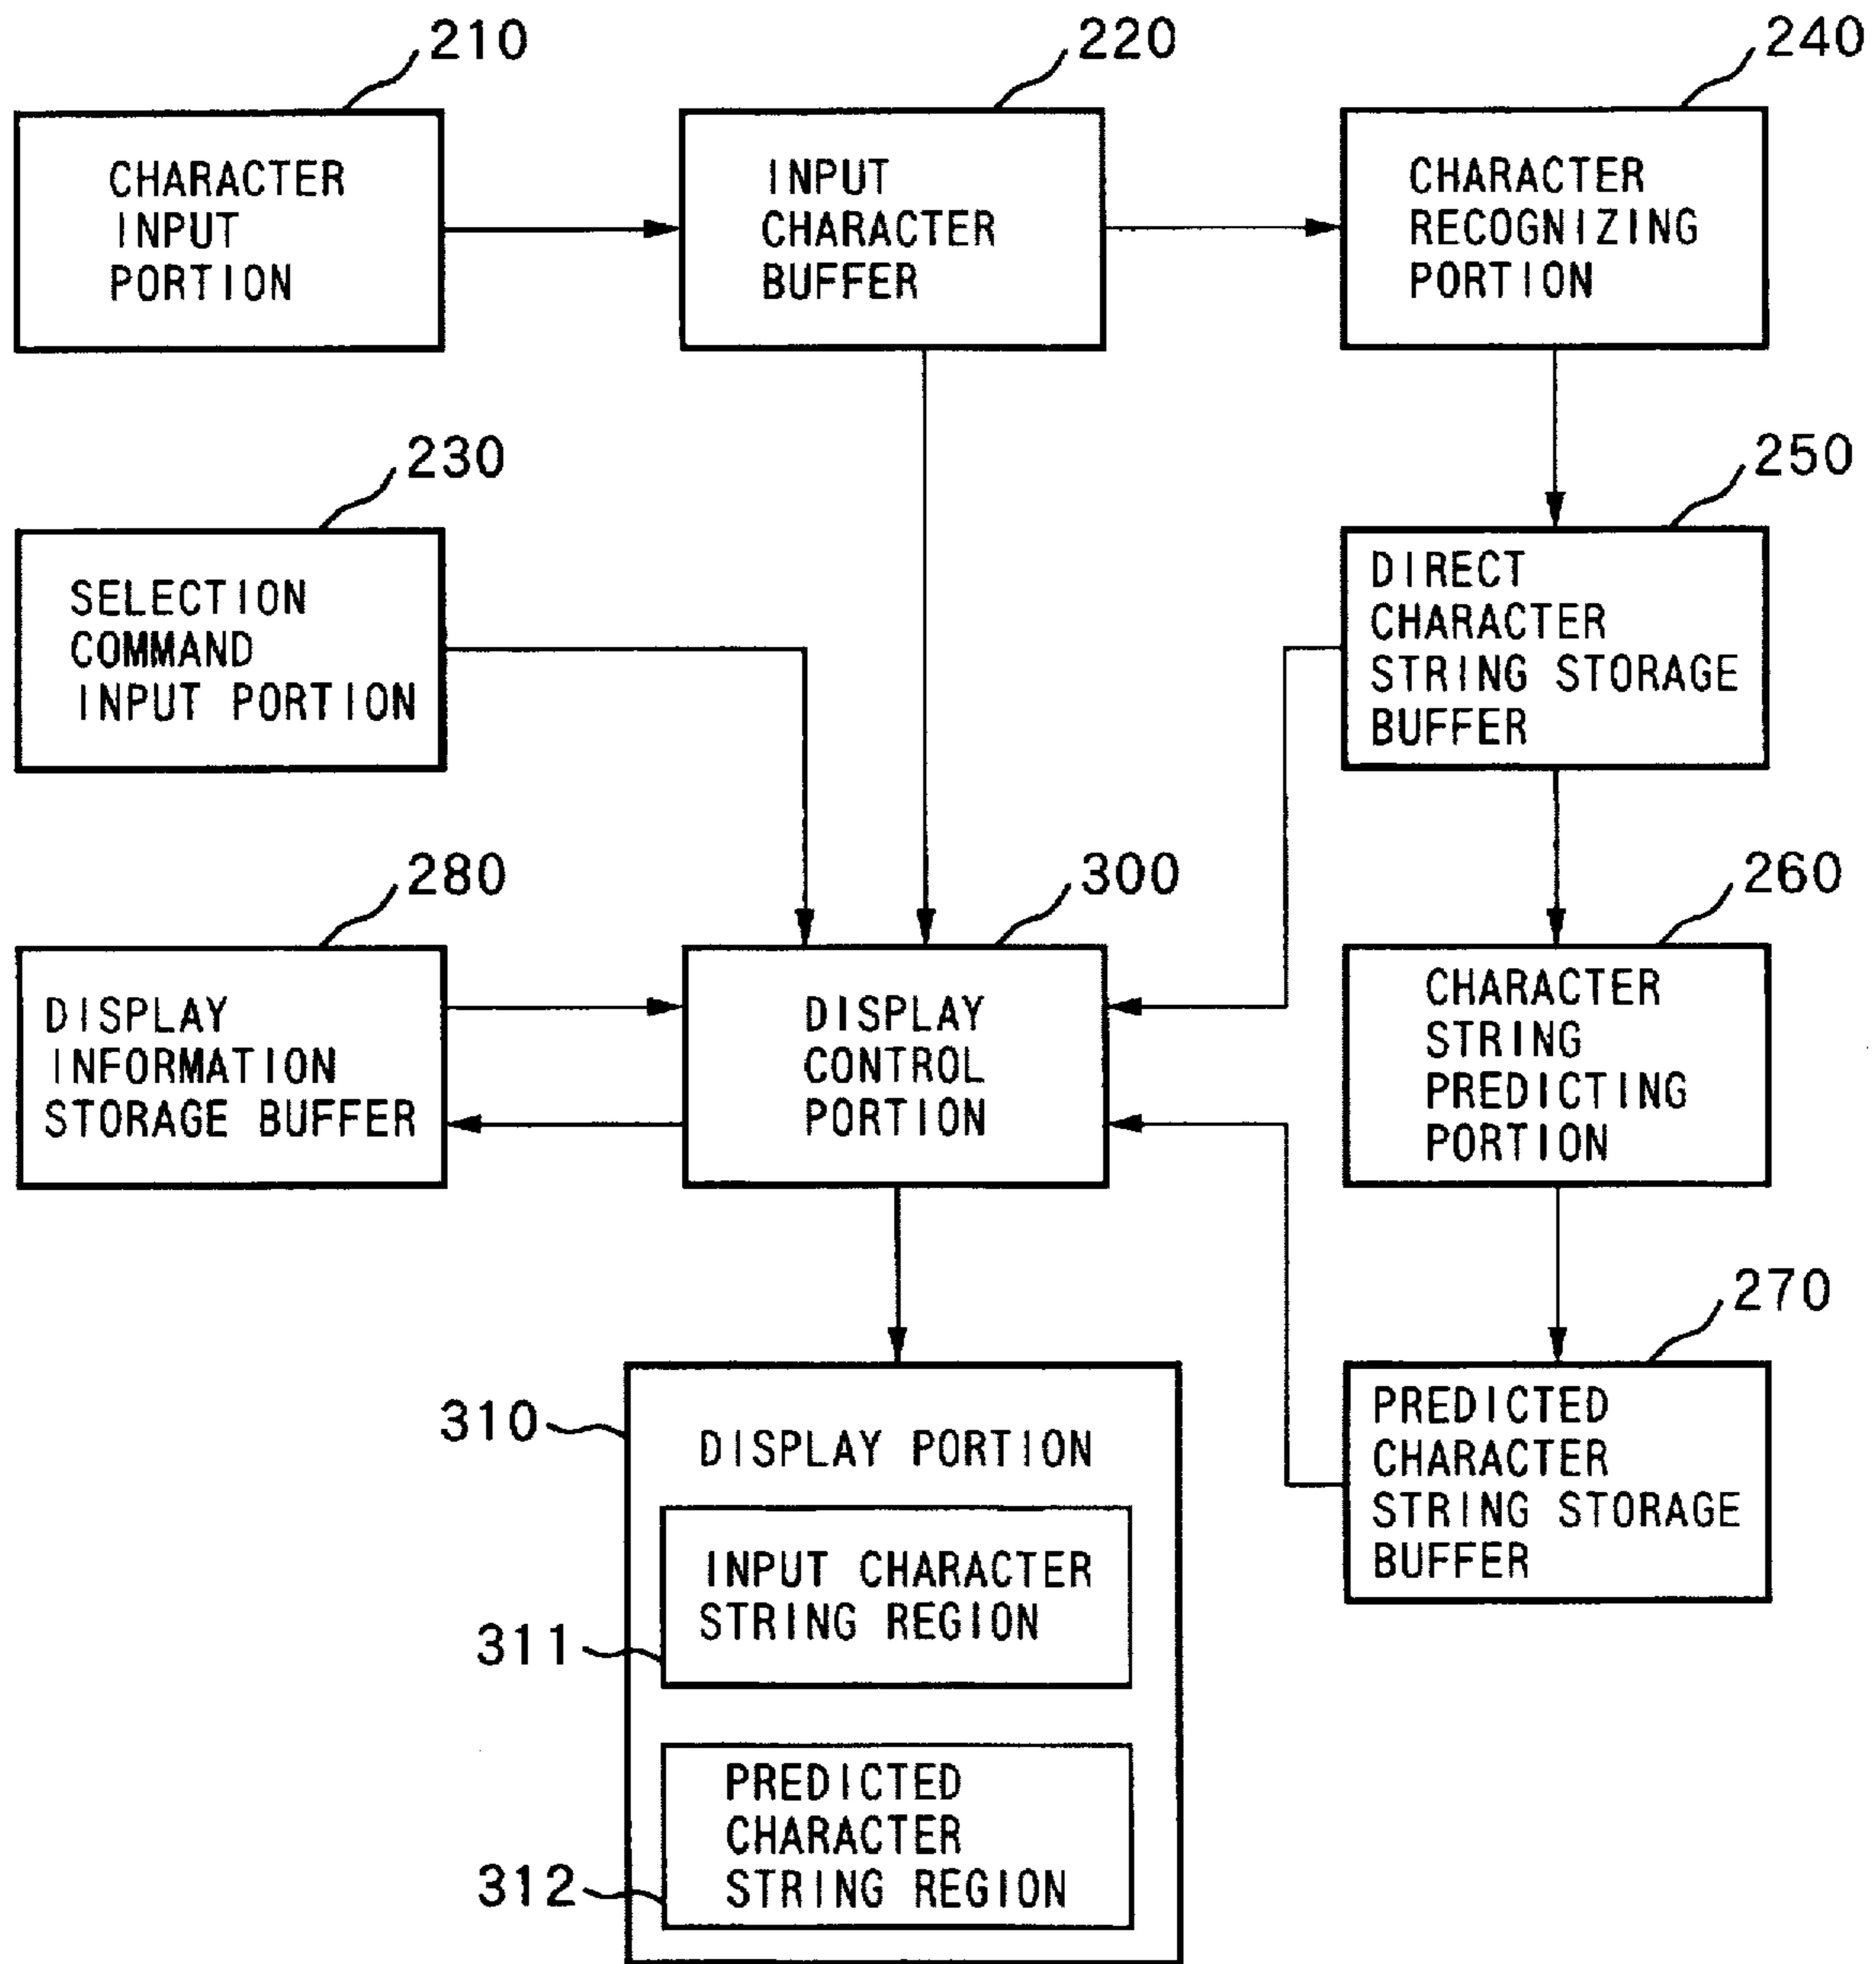 210
220
240
CHARACTER
INPUT
PORTION
INPUT
CHARACTER
BUFFER
CHARACTER
RECOGNIZING
PORTION
230
250
SELECTION
COMMAND
INPUT PORTION
DIRECT
CHARACTER
STRING STORAGE
BUFFER
280
300
260
DISPLAY
INFORMATION
STORAGE BUFFER
DISPLAY
CONTROL
PORTION
CHARACTER
STRING
PREDICTING
PORTION
270
310
DISPLAY PORTION
PREDICTED
CHARACTER
STRING STORAGE
BUFFER
INPUT CHARACTER
STRING REGION
311
PREDICTED
CHARACTER
STRING REGION
312